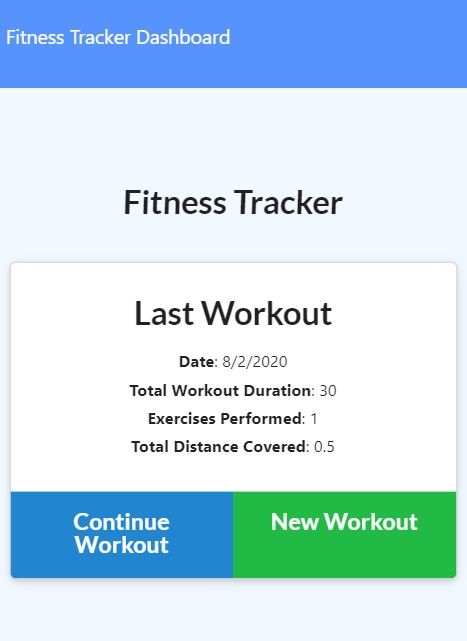 Fitness Tracker Dashboard
Fitness Tracker
Last Workout
Date: 8/2/2020
Total Workout Duration: 30
Exercises Performed: 1
Total Distance Covered: 0.5
Continue
Workout
New Workout